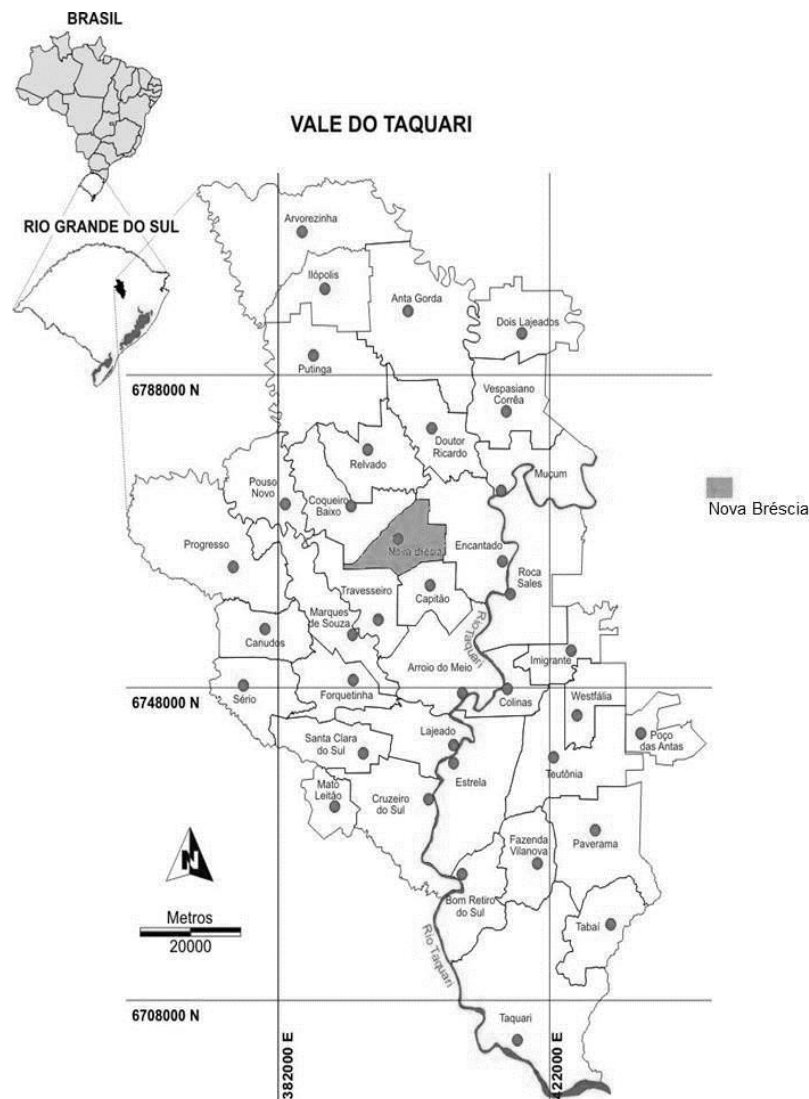 BRASIL
VALE DO TAQUARI
RIO GRANDE DO SUL
Arvorezinha
Ilópolis
Anta Gorda
Dois Lajeados
Putinga
6788000 N
Vespasiano
Corrêa
Doutor
Ricardo
Relvado
Muçum
Pouso
Novo
Coqueiro
Baixo
Nova Bréscia
Nova Bréscia
Encantado
Progresso
Roca
Sales
Travesseiro
Capitão
Marques
de Souza
Rio Taquari
Canudos
Imigrante
Arroio do Meio
Sério
Forquetinha
Colinas
Westfália
6748000 N
Lajeado
Santa Clara
do Sul
Poço
das Antas
Estrela
Teutônia
Mato
Leitão
Cruzeiro
do Sul
Fazenda
Vilanova
Paverama
N
Bom Retiro
do Sul
Metros
20000
Tabaí
Rio Taquari
6708000 N
Taquari
382000 E
422000 E